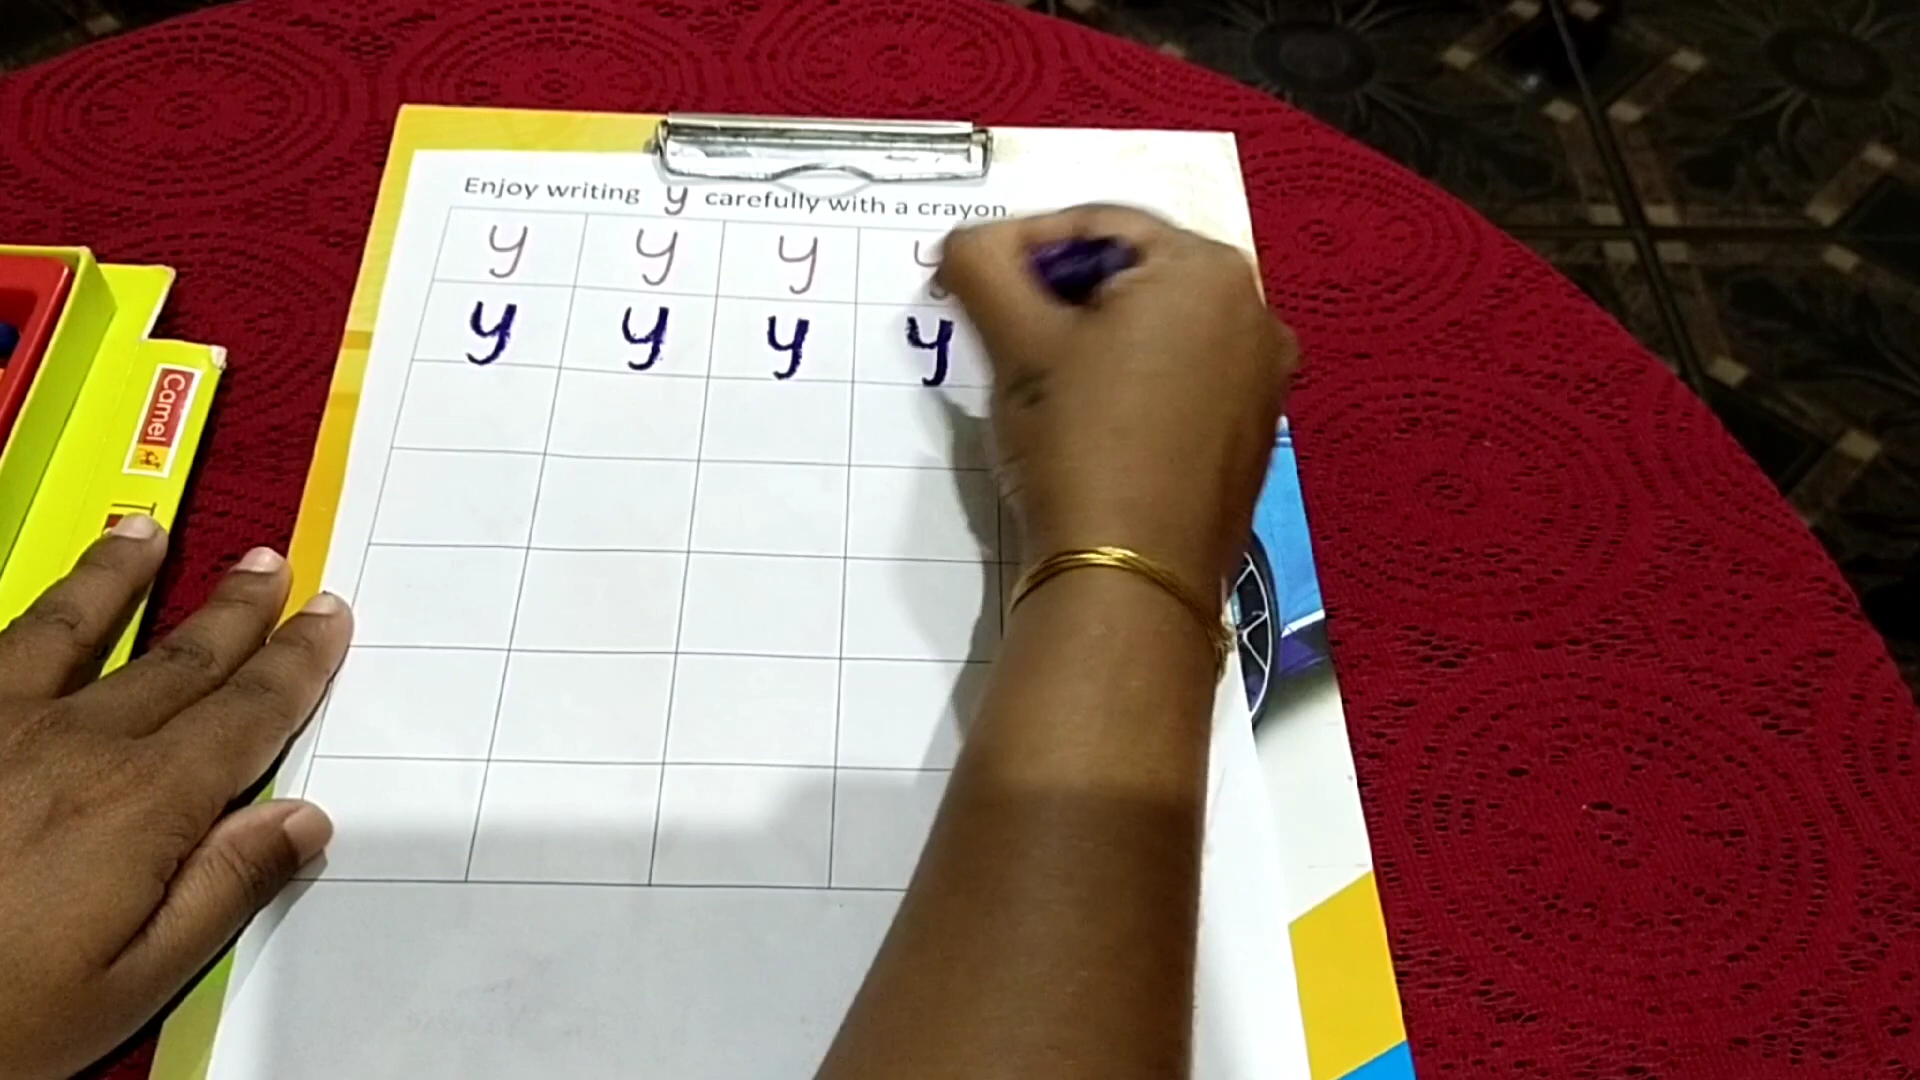 Enjoy writing y carefully with a crayon.
y y y y
y y y y
Camel